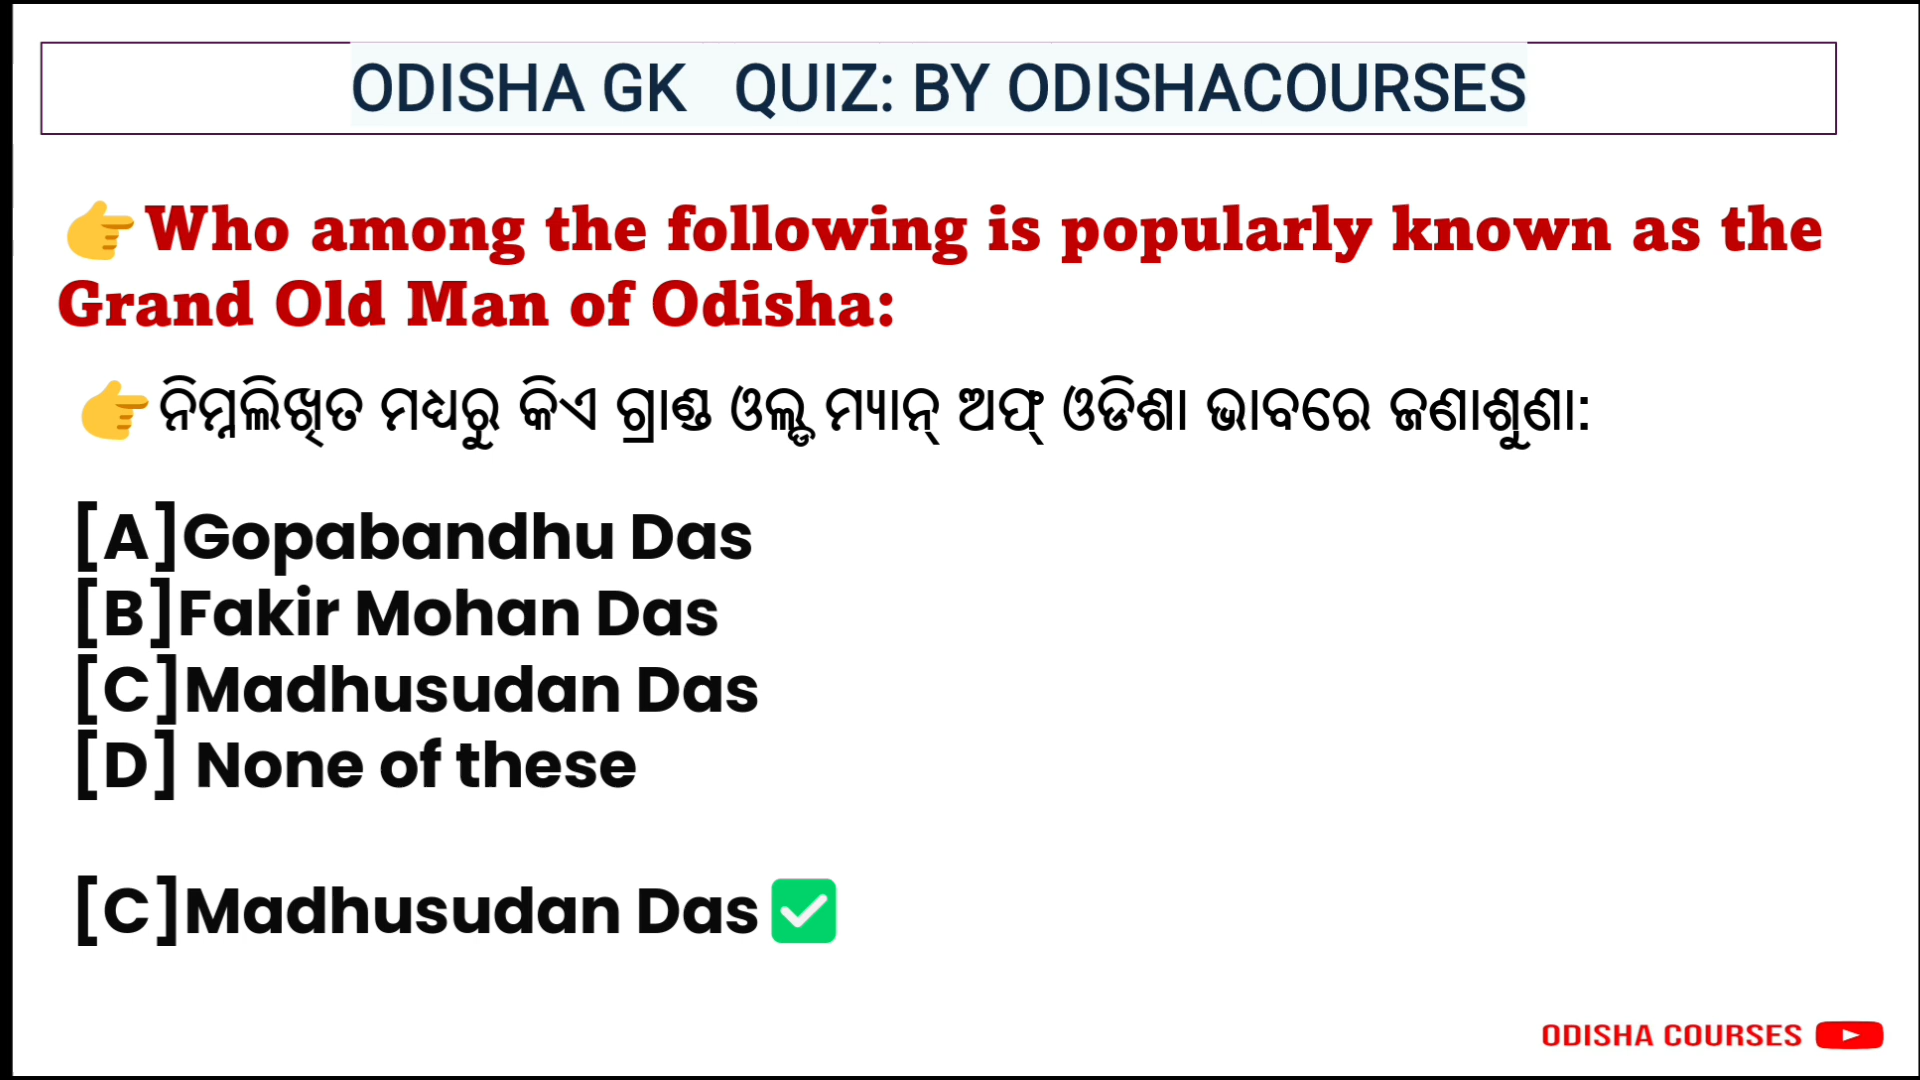 ODISHA GK QUIZ: BY ODISHACOURSES
👉Who among the following is popularly known as the
Grand Old Man of Odisha:
👉ନିମ୍ନଲିଖିତ ମଧ୍ୟରୁ କିଏ ଗ୍ରାଣ୍ଡ ଓଲ୍ଡ ମ୍ୟାନ୍ ଅଫ୍ ଓଡିଶା ଭାବରେ ଜଣାଶୁଣା:
[A]Gopabandhu Das
[B]Fakir Mohan Das
[C]Madhusudan Das
[D] None of these
[C]Madhusudan Das ✅
ODISHA COURSES